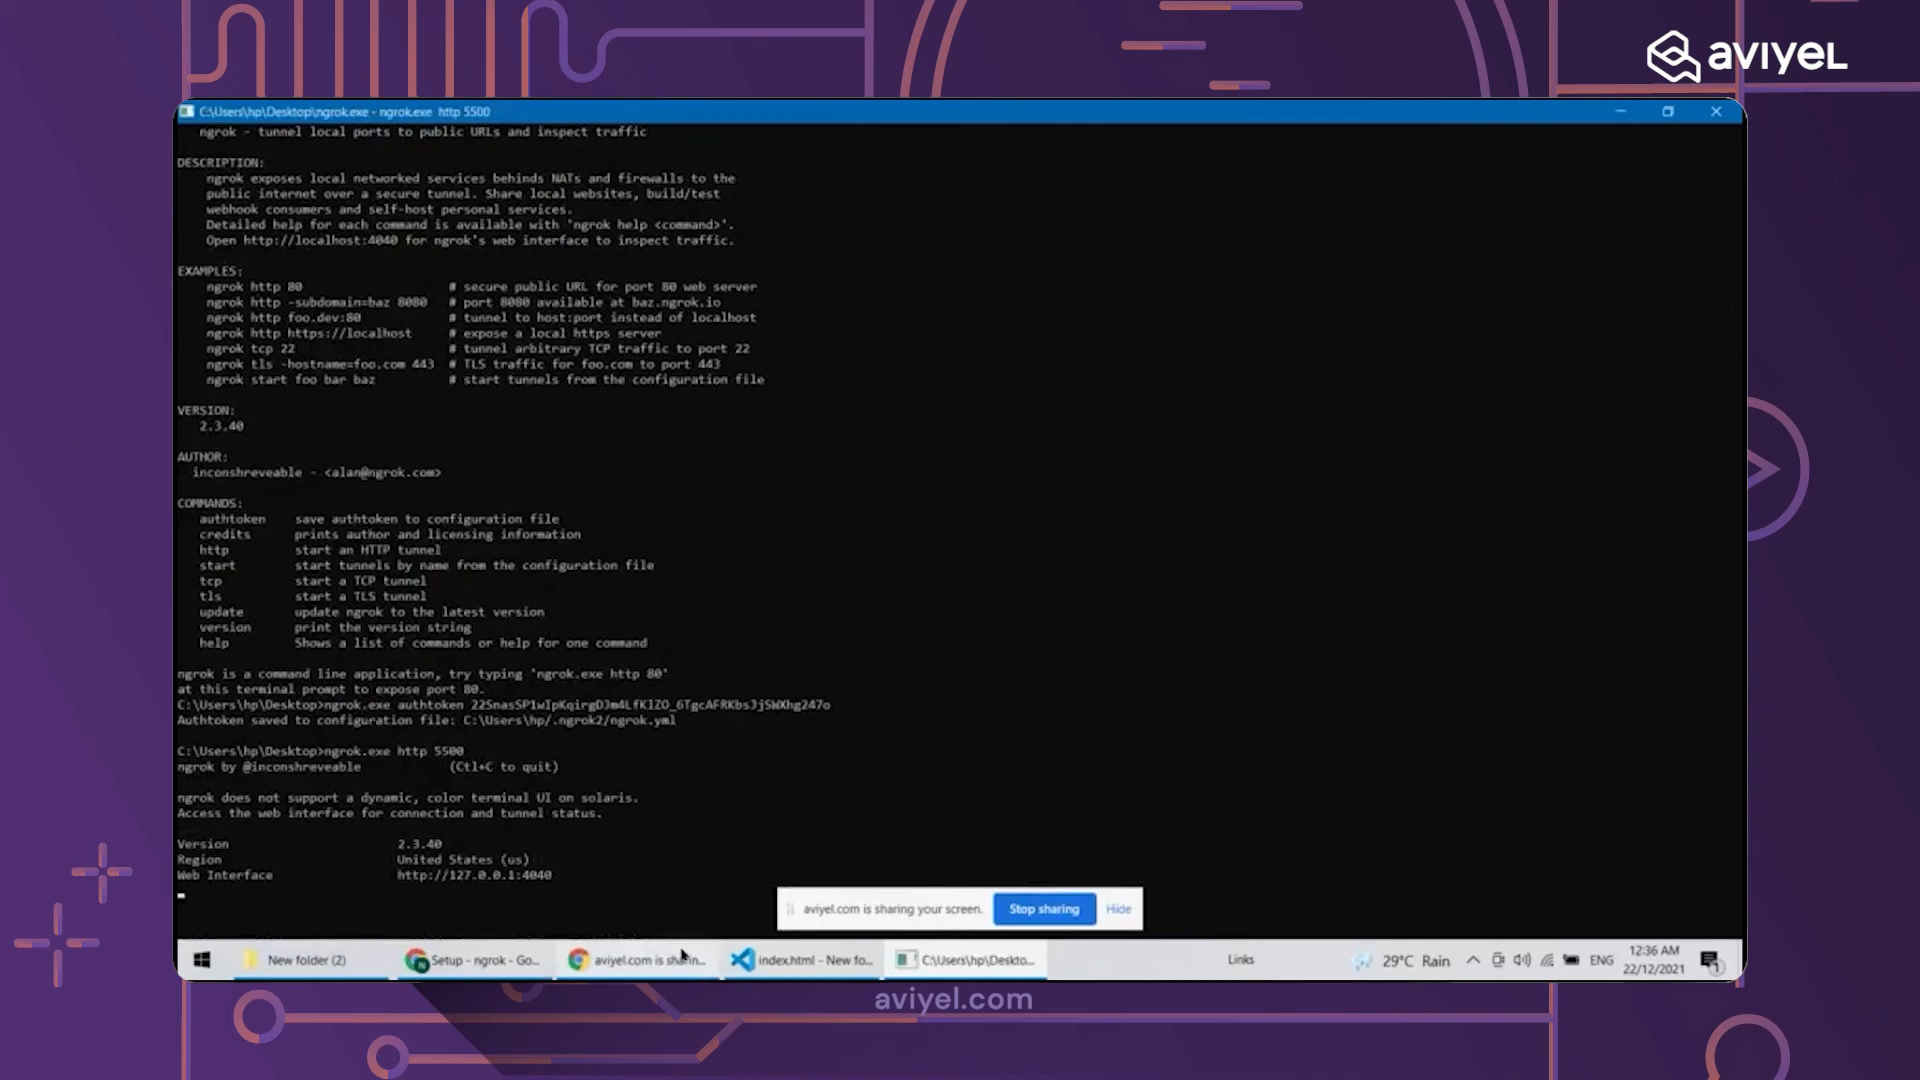 aviyel
C:\Users\hp\Desktop\ngrok.exe - ngrok.exe http 5500
ngrok - tunnel local ports to public URLs and inspect traffic
DESCRIPTION:
ngrok exposes local networked services behinds NATs and firewalls to the
public internet over a secure tunnel. Share local websites, build/test
webhook consumers and self-host personal services.
Detailed help for each command is available with 'ngrok help <command>'.
Open http://localhost:4040 for ngrok's web interface to inspect traffic.
EXAMPLES:
ngrok http 80 # secure public URL for port 80 web server
ngrok http -subdomain=baz 8080 # port 8080 available at baz.ngrok.io
ngrok http foo.dev:80 # tunnel to host:port instead of localhost
ngrok http https://localhost # expose a local https server
ngrok tcp 22 # tunnel arbitrary TCP traffic to port 22
ngrok tls -hostname=foo.com 443 # TLS traffic for foo.com to port 443
ngrok start foo bar baz # start tunnels from the configuration file
VERSION:
2.3.40
AUTHOR:
inconshreveable - <alan@ngrok.com>
COMMANDS:
authtoken save authtoken to configuration file
credits prints author and licensing information
http start an HTTP tunnel
start start tunnels by name from the configuration file
tcp start a TCP tunnel
tls start a TLS tunnel
update update ngrok to the latest version
version print the version string
help Shows a list of commands or help for one command
ngrok is a command line application, try typing 'ngrok.exe http 80'
at this terminal prompt to expose port 80.
C:\Users\hp\Desktop>ngrok.exe authtoken
Authtoken saved to configuration file: C:\Users\hp/.ngrok2/ngrok.yml
C:\Users\hp\Desktop>ngrok.exe http 5500
ngrok by @inconshreveable (Ctl+C to quit)
ngrok does not support a dynamic, color terminal UI on solaris.
Access the web interface for connection and tunnel status.
Version 2.3.40
Region United States (us)
Web Interface http://127.0.0.1:4040
aviyel.com is sharing your screen. Stop sharing Hide
New folder (2) Setup - ngrok - Go... aviyel.com is sharin... index.html - New fo... C:\Users\hp\Deskto... Links 29°C Rain ENG 12:36 AM
22/12/2021 1
aviyel.com